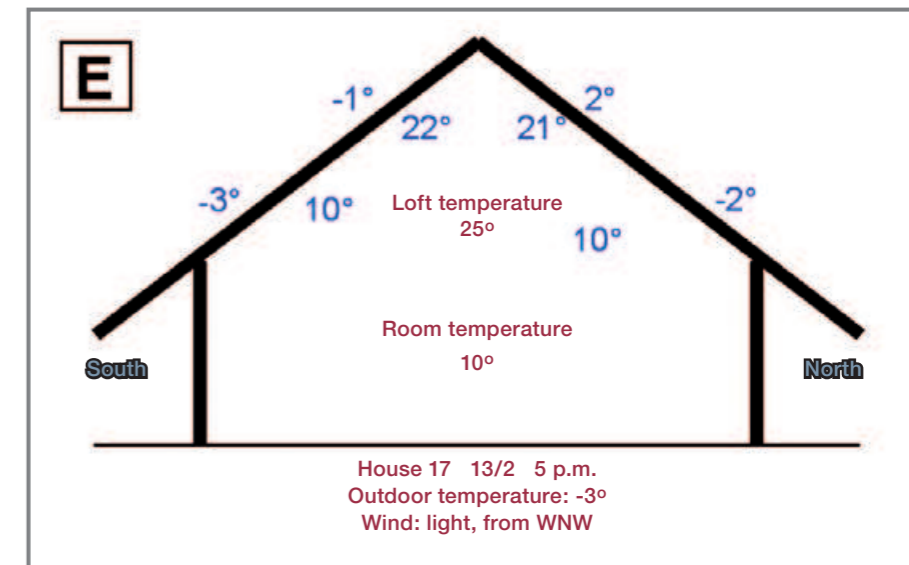 E
-1° 2°
22° 21°
-3° 10° -2°
Loft temperature
25º
10°
Room temperature
10º
South North
House 17 13/2 5 p.m.
Outdoor temperature: -3º
Wind: light, from WNW